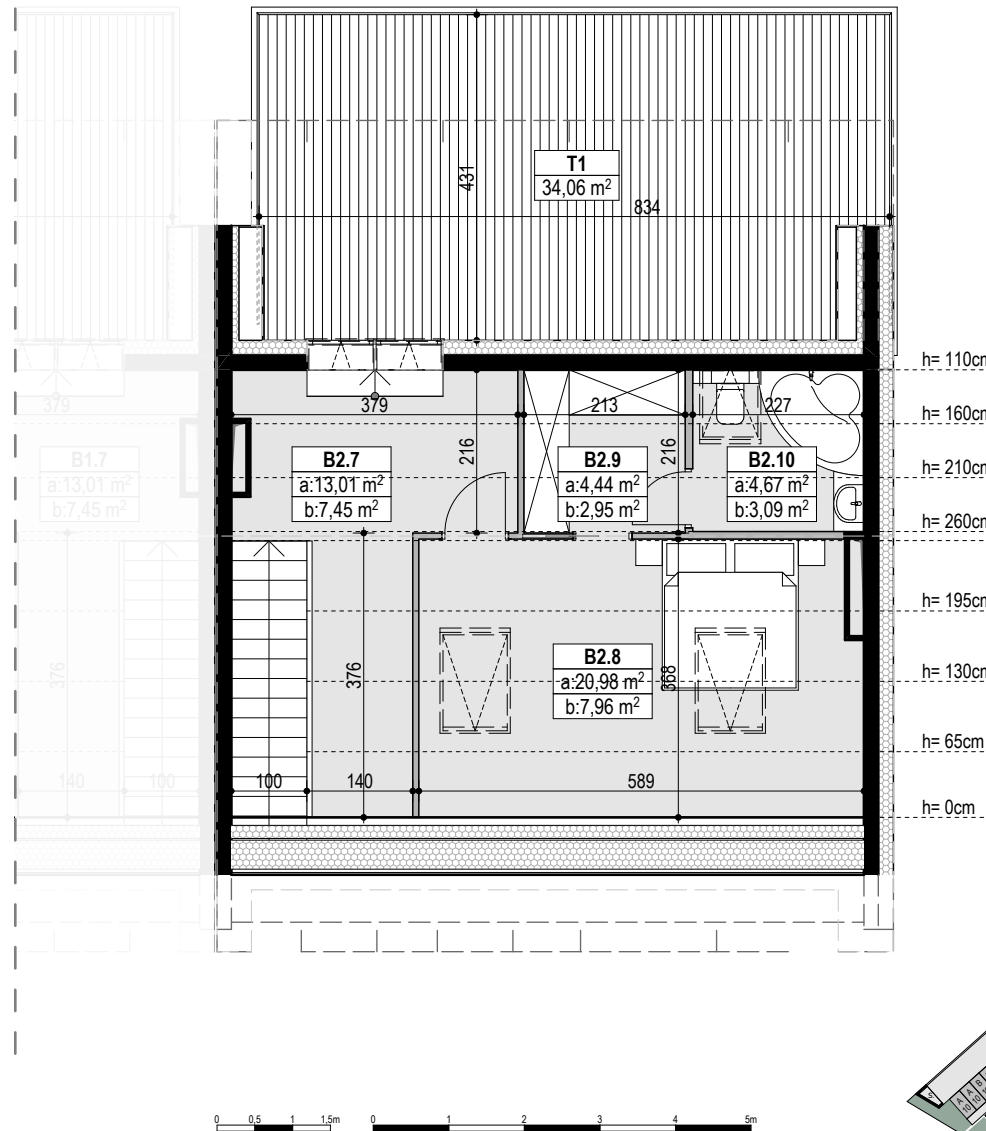 T1
34,06 m²
431
834
h= 110cm
379
379
213
227
h= 160cm
216
216
B1.7
a:13,01 m²
b:7,45 m²
B2.7
a:13,01 m²
b:7,45 m²
B2.9
a:4,44 m²
b:2,95 m²
B2.10
a:4,67 m²
b:3,09 m²
h= 210cm
h= 260cm
h= 195cm
B2.8
a:20,98 m²
b:7,96 m²
376
376
368
h= 130cm
h= 65cm
140
100
100
140
589
h= 0cm
S
A
10
A
10
B
10
0 0,5 1 1,5m
0 1 2 3 4 5m